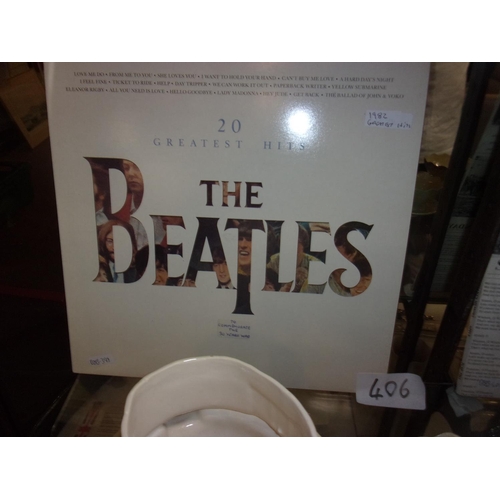 LOVE ME DO • FROM ME TO YOU • SHE LOVES YOU • I WANT TO HOLD YOUR HAND • CAN'T BUY ME LOVE • A HARD DAY'S NIGHT
I FEEL FINE • TICKET TO RIDE • HELP • DAY TRIPPER • WE CAN WORK IT OUT • PAPERBACK WRITER • YELLOW SUBMARINE
ELEANOR RIGBY • ALL YOU NEED IS LOVE • HELLO GOODBYE • LADY MADONNA • HEY JUDE • GET BACK • THE BALLAD OF JOHN & YOKO
1982
20
GREATEST HITS
THE
BEATLES
406